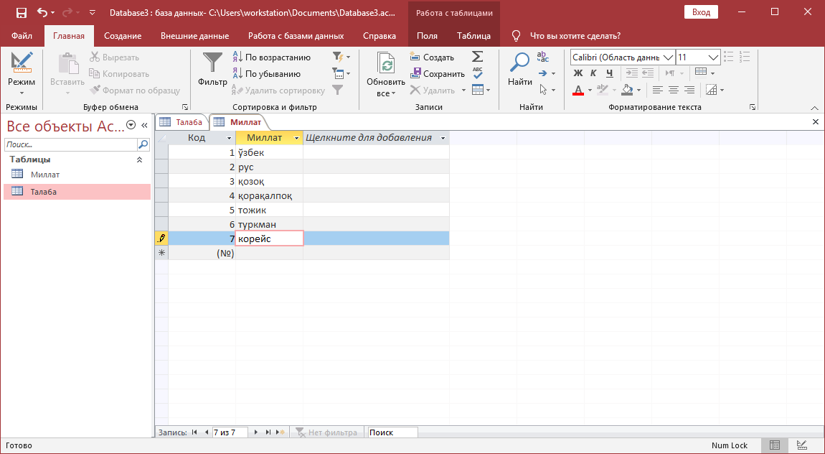 Database3 : база данных- C:\Users\workstation\Documents\Database3.ac...
Работа с таблицами
Вход
Файл Главная Создание Внешние данные Работа с базами данных Справка Поля Таблица Что вы хотите сделать?
Режим
Режимы
Вставить
Вырезать
Копировать
Формат по образцу
Буфер обмена
Фильтр
По возрастанию
По убыванию
Удалить сортировку
Сортировка и фильтр
Обновить все
Создать
Сохранить
Удалить
Записи
Найти
Найти
Calibri (Область данны 11
Ж К Ч
Форматирование текста
Все объекты Ac...
Поиск...
Таблицы
Миллат
Талаба
Талаба Миллат
Код Миллат Щелкните для добавления
1 ўзбек
2 рус
3 қозоқ
4 қорақалпоқ
5 тожик
6 туркман
7 корейс
(№)
Запись: 7 из 7 Нет фильтра Поиск
Готово Num Lock